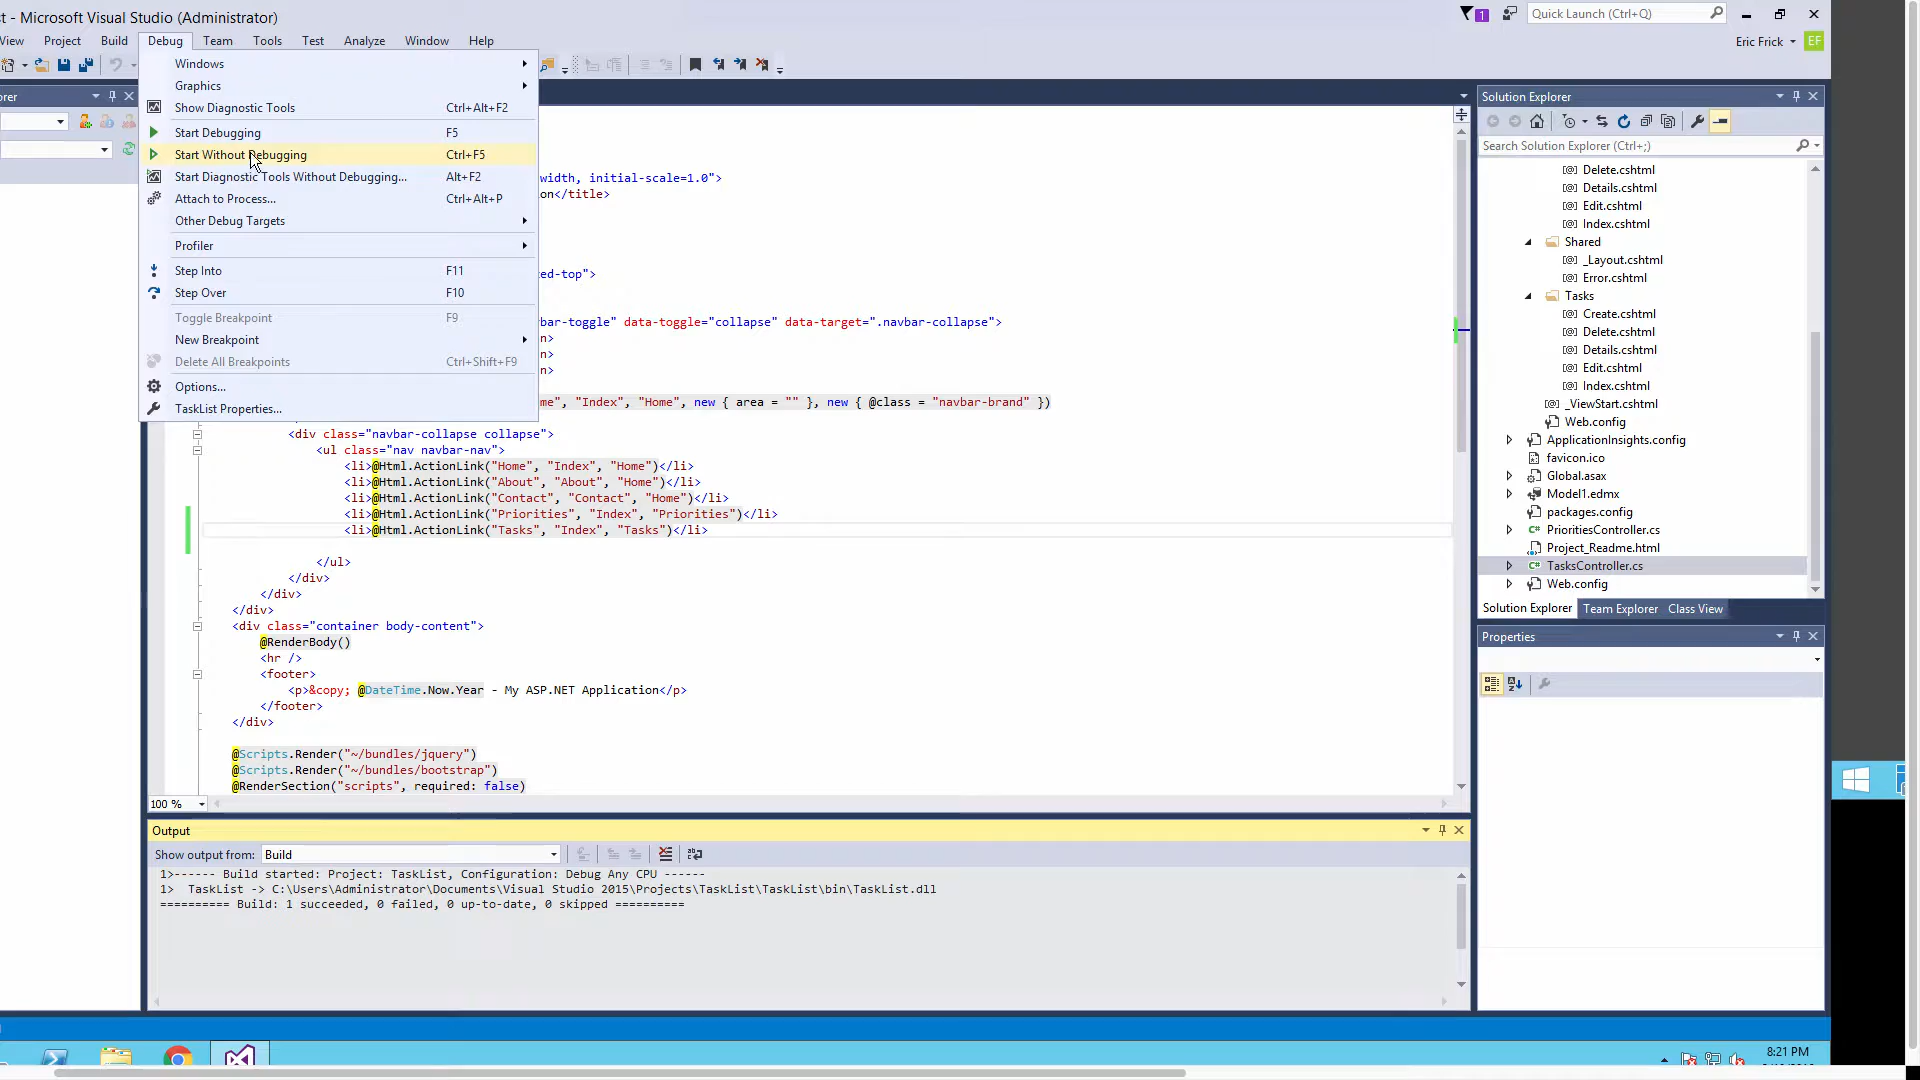 t - Microsoft Visual Studio (Administrator)
1
Quick Launch (Ctrl+Q)
View Project Build Debug Team Tools Test Analyze Window Help
Eric Frick EF
Windows
Graphics
Show Diagnostic Tools Ctrl+Alt+F2
Start Debugging F5
Start Without Debugging Ctrl+F5
Start Diagnostic Tools Without Debugging... Alt+F2
Attach to Process... Ctrl+Alt+P
Other Debug Targets
Profiler
Step Into F11
Step Over F10
Toggle Breakpoint F9
New Breakpoint
Delete All Breakpoints Ctrl+Shift+F9
Options...
TaskList Properties...
orer
width, initial-scale=1.0">
on</title>
ed-top">
bar-toggle" data-toggle="collapse" data-target=".navbar-collapse">
n>
n>
n>
me", "Index", "Home", new { area = "" }, new { @class = "navbar-brand" })
<div class="navbar-collapse collapse">
<ul class="nav navbar-nav">
<li>@Html.ActionLink("Home", "Index", "Home")</li>
<li>@Html.ActionLink("About", "About", "Home")</li>
<li>@Html.ActionLink("Contact", "Contact", "Home")</li>
<li>@Html.ActionLink("Priorities", "Index", "Priorities")</li>
<li>@Html.ActionLink("Tasks", "Index", "Tasks")</li>
</ul>
</div>
</div>
</div>
<div class="container body-content">
@RenderBody()
<hr />
<footer>
<p>&copy; @DateTime.Now.Year - My ASP.NET Application</p>
</footer>
</div>
@Scripts.Render("~/bundles/jquery")
@Scripts.Render("~/bundles/bootstrap")
@RenderSection("scripts", required: false)
100 %
Output
Show output from: Build
1>------ Build started: Project: TaskList, Configuration: Debug Any CPU ------
1>  TaskList -> C:\Users\Administrator\Documents\Visual Studio 2015\Projects\TaskList\TaskList\bin\TaskList.dll
========== Build: 1 succeeded, 0 failed, 0 up-to-date, 0 skipped ==========
Solution Explorer
Search Solution Explorer (Ctrl+;)
Delete.cshtml
Details.cshtml
Edit.cshtml
Index.cshtml
Shared
_Layout.cshtml
Error.cshtml
Tasks
Create.cshtml
Delete.cshtml
Details.cshtml
Edit.cshtml
Index.cshtml
_ViewStart.cshtml
Web.config
ApplicationInsights.config
favicon.ico
Global.asax
Model1.edmx
packages.config
PrioritiesController.cs
Project_Readme.html
TasksController.cs
Web.config
Solution Explorer Team Explorer Class View
Properties
8:21 PM